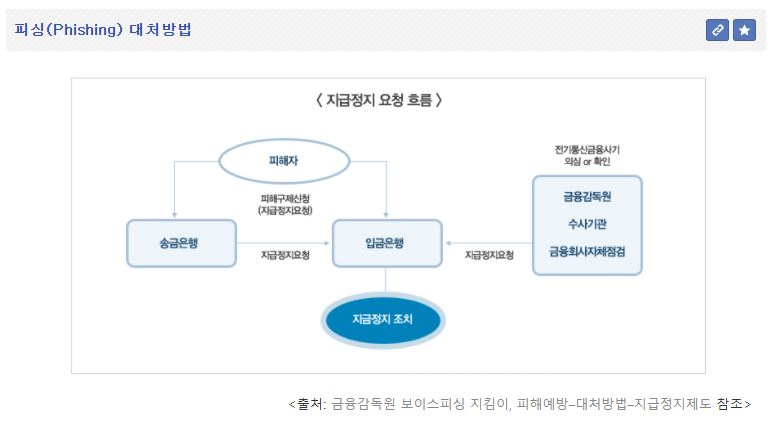 피싱(Phishing) 대처방법
< 지급정지 요청 흐름 >
피해자
전기통신금융사기
의심 or 확인
피해구제신청
(지급정지요청)
송금은행
지급정지요청
입금은행
지급정지요청
금융감독원
수사기관
금융회사자체점검
지금정지 조치
<출처: 금융감독원 보이스피싱 지킴이, 피해예방–대처방법–지급정지제도 참조>